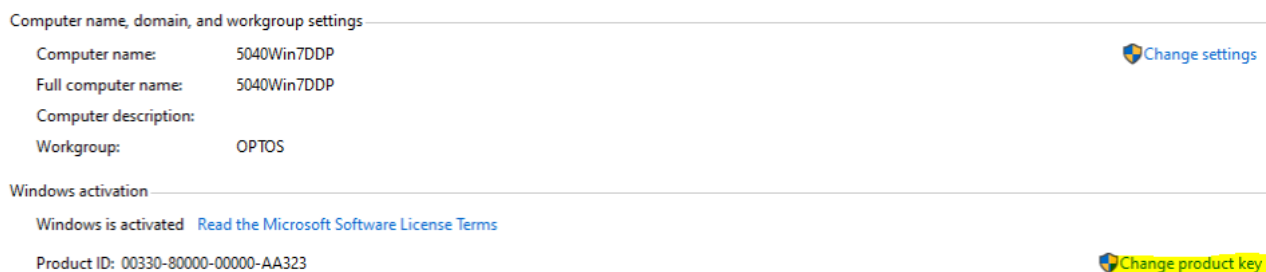 Computer name, domain, and workgroup settings
Computer name: 5040Win7DDP Change settings
Full computer name: 5040Win7DDP
Computer description:
Workgroup: OPTOS
Windows activation
Windows is activated Read the Microsoft Software License Terms
Product ID: 00330-80000-00000-AA323 Change product key